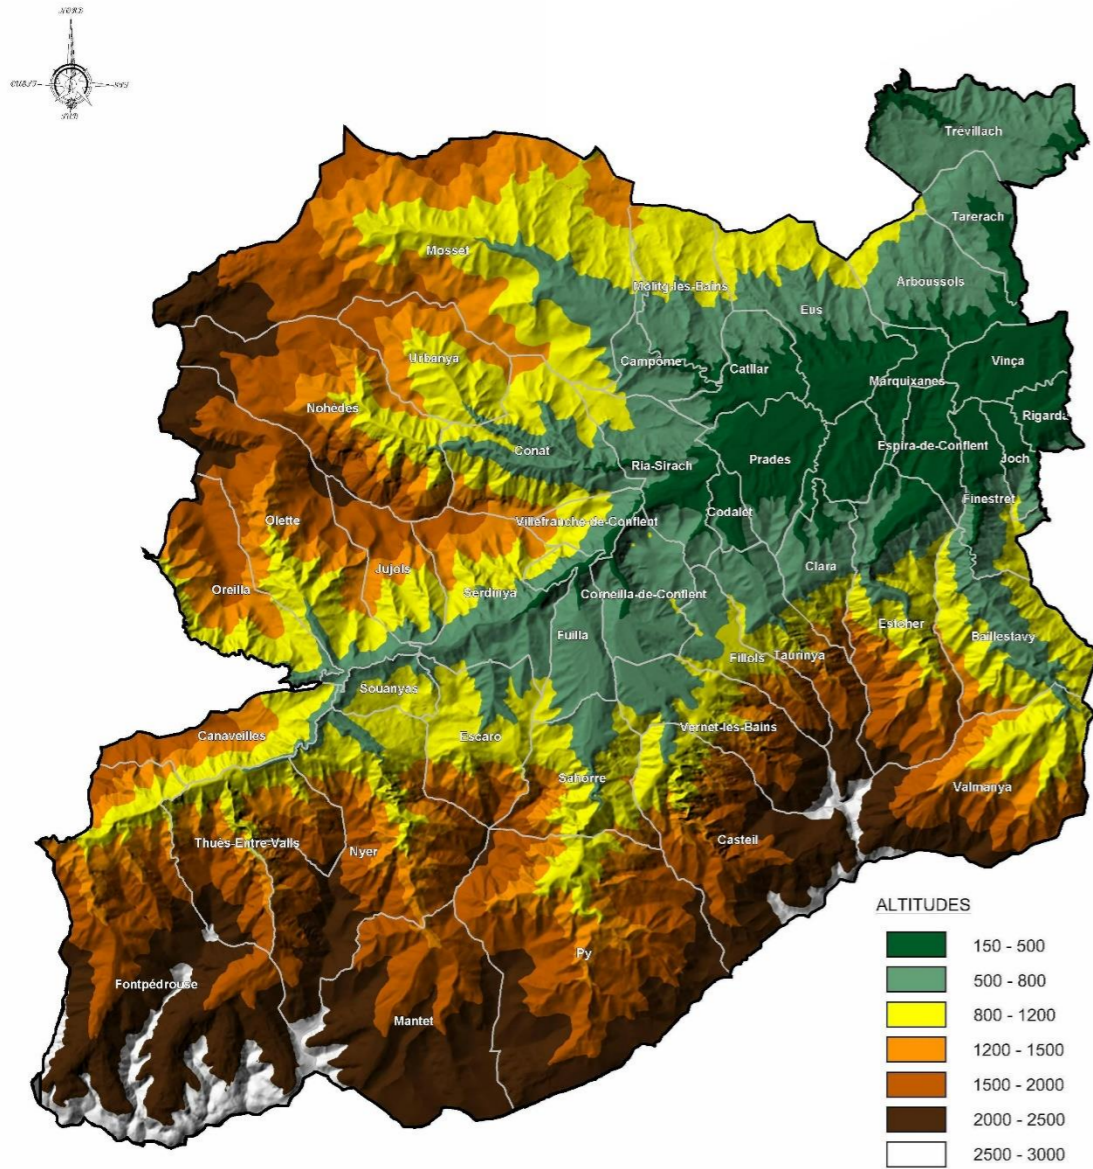 NORD
OUEST
EST
SUD
Trévillach
Tarerach
Mosset
Arboussols
Molitg-les-Bains
Eus
Urbanya
Campôme
Catllar
Vinça
Marquixanes
Nohèdes
Rigarda
Conat
Espira-de-Conflent
Prades
Joch
Ria-Sirach
Finestret
Codalet
Olette
Villefranche-de-Conflent
Jujols
Clara
Oreilla
Serdinya
Corneilla-de-Conflent
Estoher
Fuilla
Baillestavy
Fillols
Taurinya
Souanyas
Vernet-les-Bains
Canaveilles
Escaro
Sahorre
Valmanya
Casteil
Thuès-Entre-Valls
Nyer
Py
Fontpédrouse
Mantet
ALTITUDES
150 - 500
500 - 800
800 - 1200
1200 - 1500
1500 - 2000
2000 - 2500
2500 - 3000